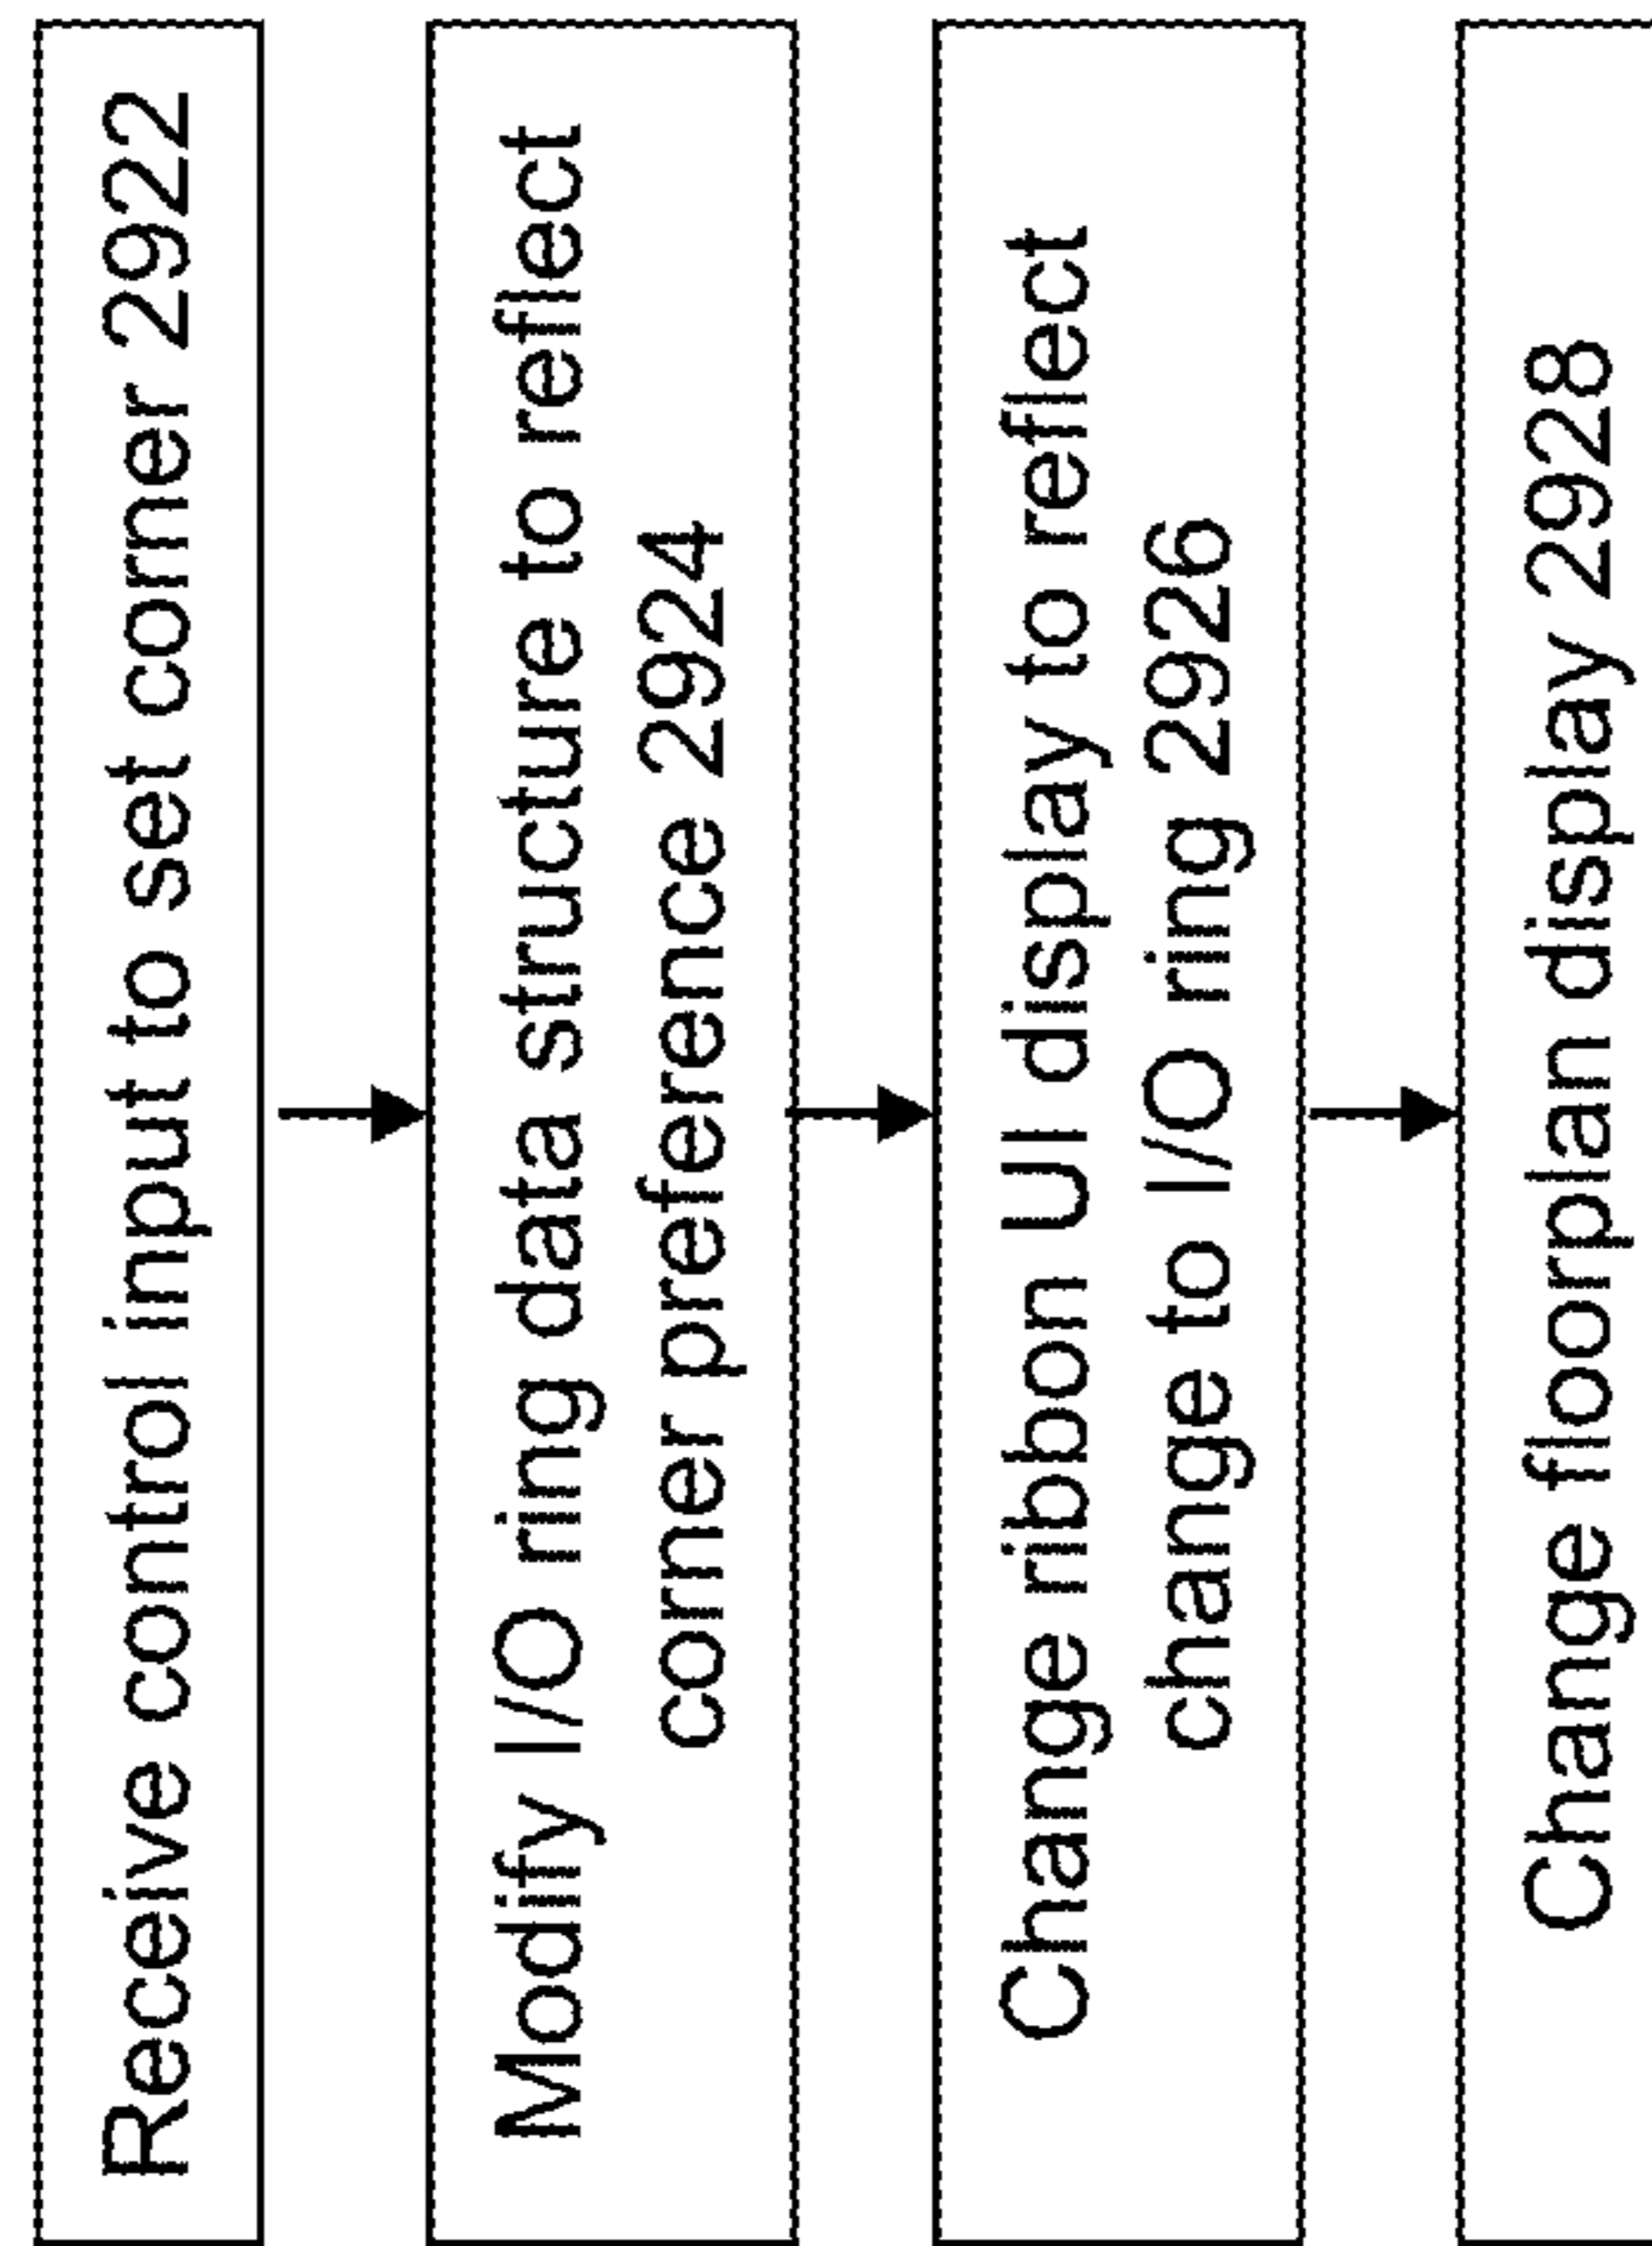 Receive control input to set corner 2922
Modify I/O ring data structure to reflect
corner preference 2924
Change ribbon UI display to reflect
change to I/O ring 2926
Change floorplan display 2928